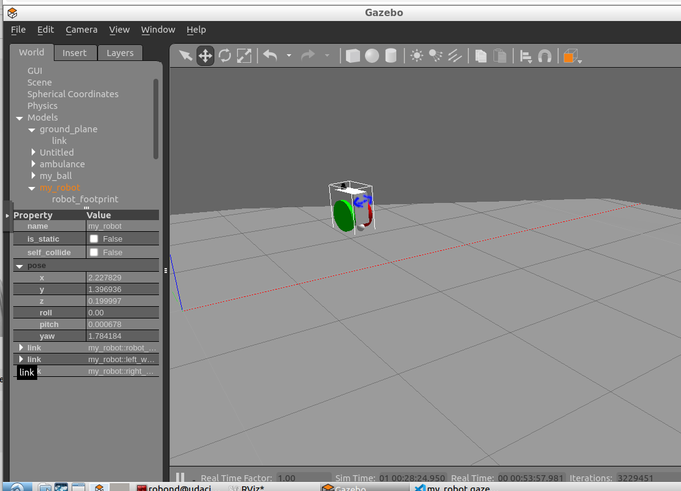 Gazebo
File Edit Camera View Window Help
World Insert Layers
GUI
Scene
Spherical Coordinates
Physics
Models
ground_plane
link
Untitled
ambulance
my_ball
my_robot
robot_footprint
Property Value
name my_robot
is_static False
self_collide False
pose
x 2.227829
y 1.396936
z 0.199997
roll 0.00
pitch 0.000678
yaw 1.784184
link my_robot::robot_...
link my_robot::left_w...
link my_robot::right_...
Real Time Factor: 1.00 Sim Time: 01 00:28:24.950 Real Time: 00 00:53:57.981 Iterations: 3229451
robond@udaci RViz* Gazebo my_robot.gaze